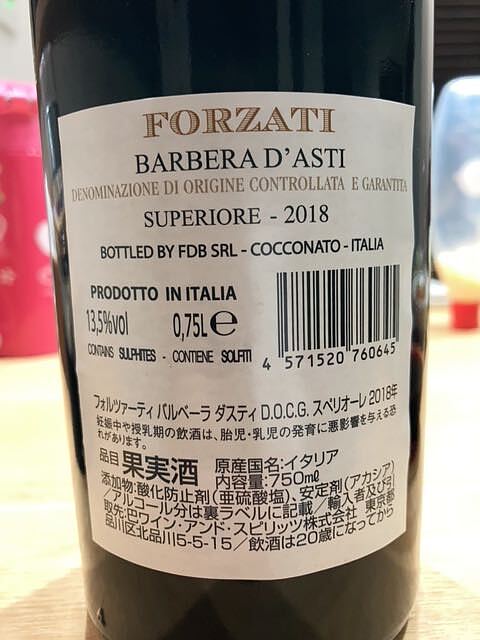 FORZATI
BARBERA D'ASTI
DENOMINAZIONE DI ORIGINE CONTROLLATA E GARANTITA
SUPERIORE - 2018
BOTTLED BY FDB SRL - COCCONATO - ITALIA
PRODOTTO IN ITALIA
13,5%vol 0,75L℮
CONTAINS SULPHITES - CONTIENE SOLFITI
4 571520 760645
フォルツァーティ バルベーラ ダスティ D.O.C.G. スペリオーレ 2018年
妊娠中や授乳期の飲酒は、胎児・乳児の発育に悪影響を与える恐
れがあります。
品目 果実酒 原産国名:イタリア
内容量:750mℓ
添加物:酸化防止剤(亜硫酸塩)、安定剤(アカシア)
/アルコール分は裏ラベルに記載/輸入者及び引
取先:巴ワイン・アンド・スピリッツ株式会社 東京都
品川区北品川5-5-15/飲酒は20歳になってから